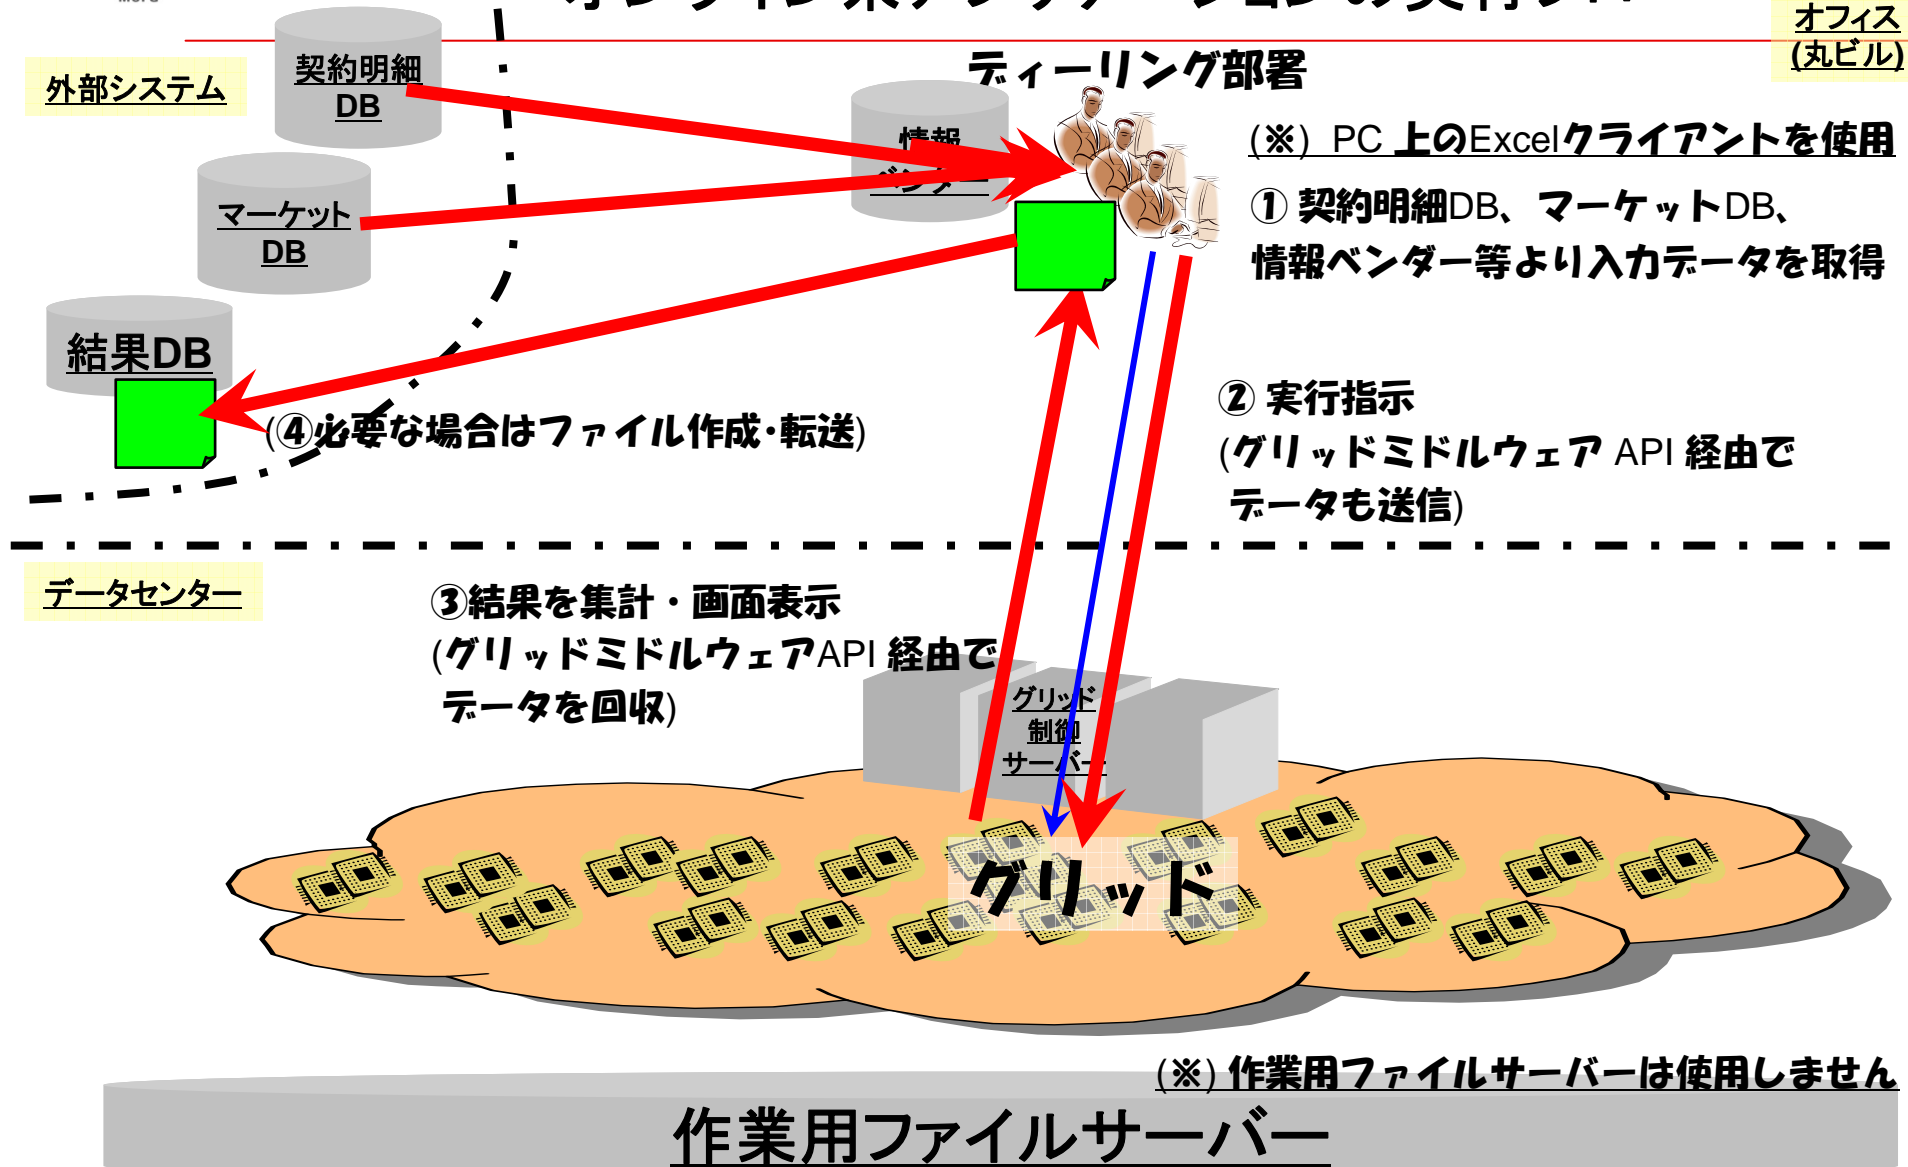 オフィス
(丸ビル)
外部システム
契約明細
DB
ディーリング部署
情報
ベンダー
(※) PC 上のExcelクライアントを使用
マーケット
DB
① 契約明細DB、マーケットDB、
情報ベンダー等より入力データを取得
結果DB
(④必要な場合はファイル作成･転送)
② 実行指示
(グリッドミドルウェア API 経由で
データも送信)
データセンター
③結果を集計・画面表示
(グリッドミドルウェアAPI 経由で
データを回収)
グリッド
制御
サーバー
グリッド
(※) 作業用ファイルサーバーは使用しません
作業用ファイルサーバー